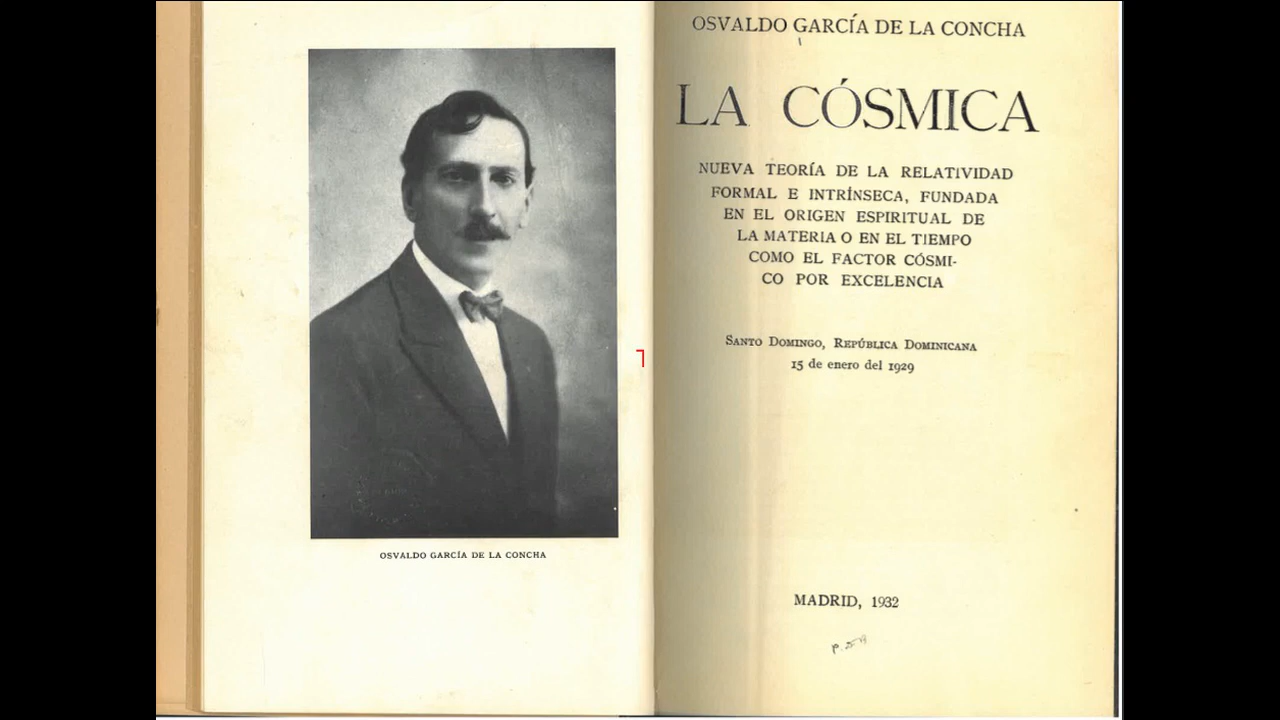 OSVALDO GARCÍA DE LA CONCHA
OSVALDO GARCÍA DE LA CONCHA
LA CÓSMICA
NUEVA TEORÍA DE LA RELATIVIDAD
FORMAL E INTRÍNSECA, FUNDADA
EN EL ORIGEN ESPIRITUAL DE
LA MATERIA O EN EL TIEMPO
COMO EL FACTOR CÓSMI-
CO POR EXCELENCIA
SANTO DOMINGO, REPÚBLICA DOMINICANA
15 de enero del 1929
MADRID, 1932